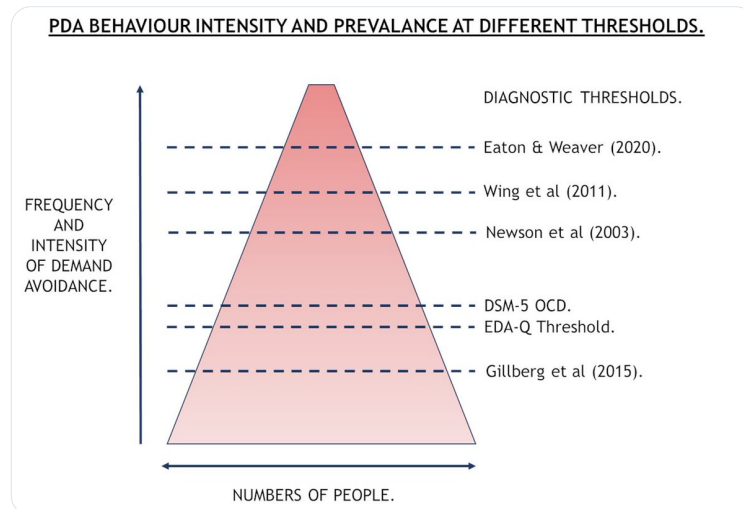 PDA BEHAVIOUR INTENSITY AND PREVALANCE AT DIFFERENT THRESHOLDS.
DIAGNOSTIC THRESHOLDS.
Eaton & Weaver (2020).
Wing et al (2011).
Newson et al (2003).
DSM-5 OCD.
EDA-Q Threshold.
Gillberg et al (2015).
FREQUENCY
AND
INTENSITY
OF DEMAND
AVOIDANCE.
NUMBERS OF PEOPLE.